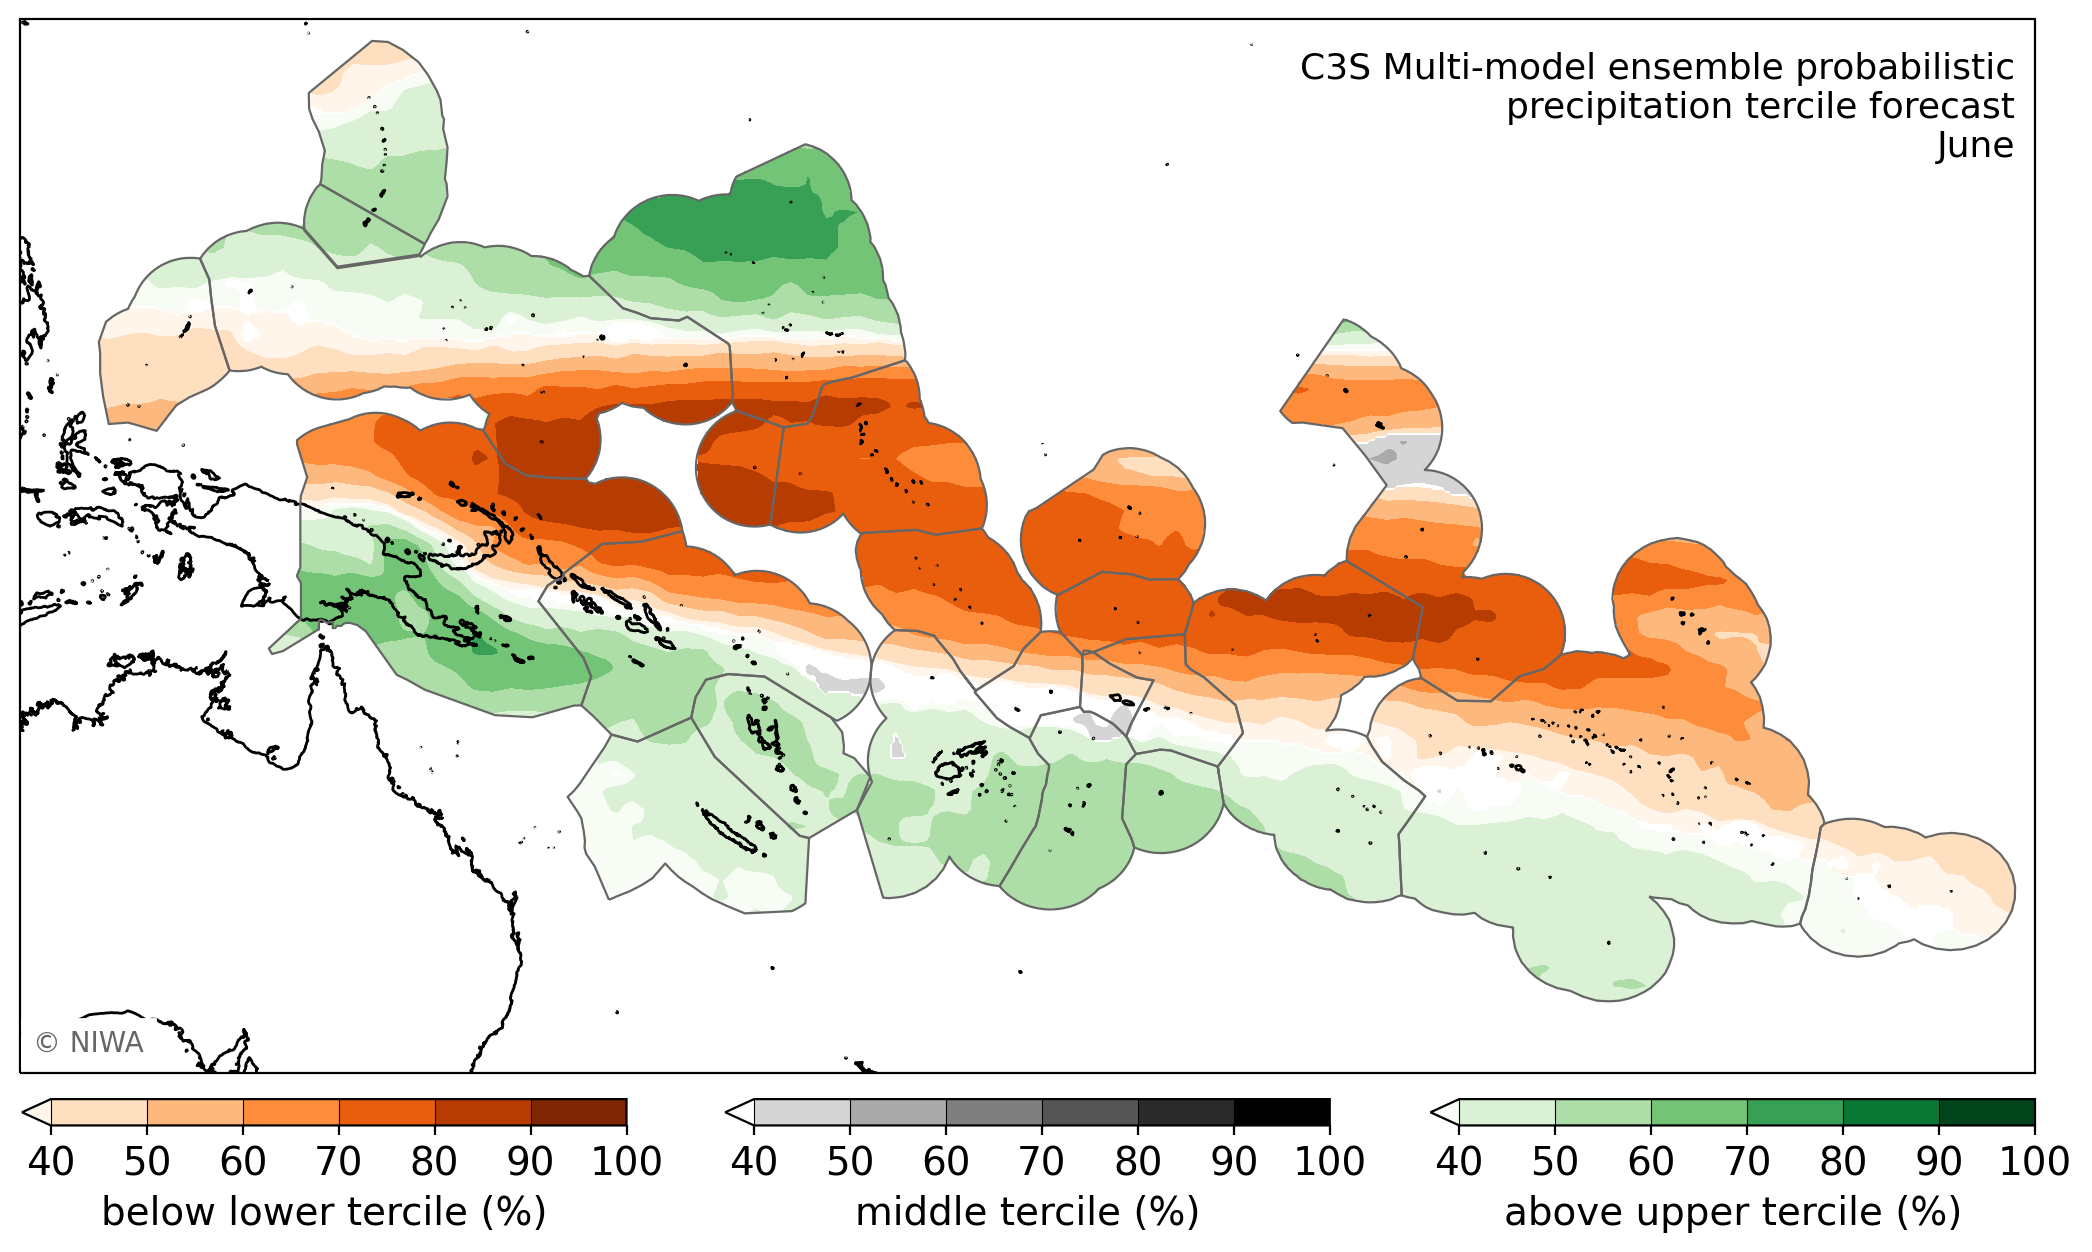 C3S Multi-model ensemble probabilistic
precipitation tercile forecast
June
© NIWA
40 50 60 70 80 90 100
below lower tercile (%)
40 50 60 70 80 90 100
middle tercile (%)
40 50 60 70 80 90 100
above upper tercile (%)